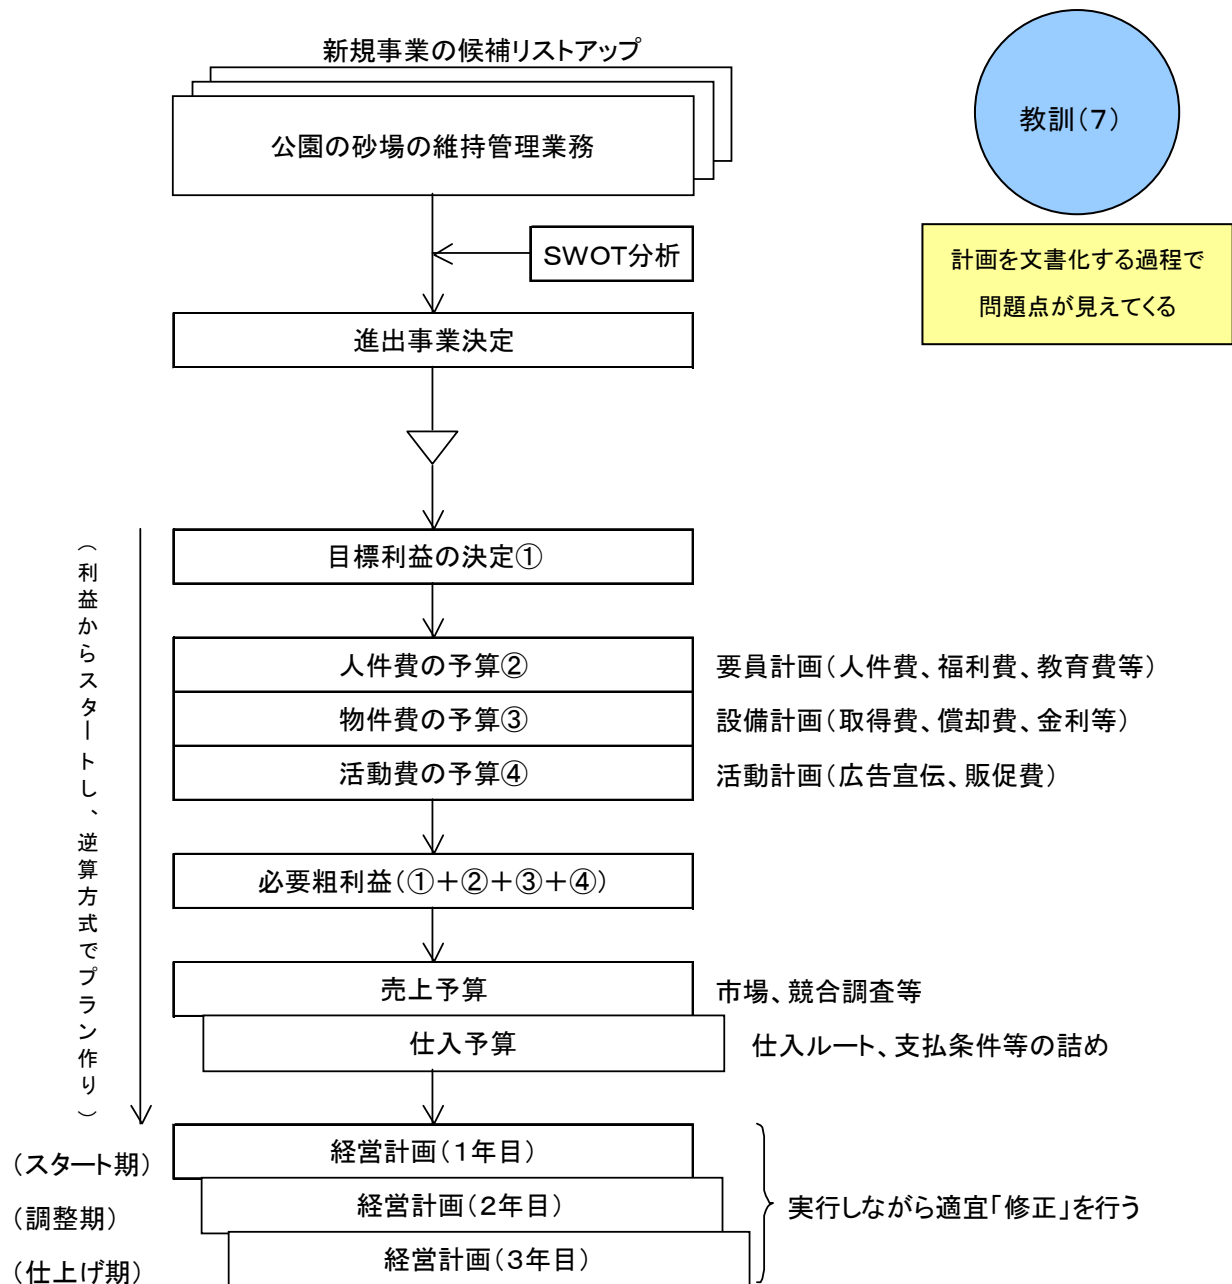 新規事業の候補リストアップ
公園の砂場の維持管理業務
教訓(7)
計画を文書化する過程で
問題点が見えてくる
SWOT分析
進出事業決定
(利益からスタートし、逆算方式でプラン作り)
目標利益の決定①
人件費の予算②
要員計画(人件費、福利費、教育費等)
物件費の予算③
設備計画(取得費、償却費、金利等)
活動費の予算④
活動計画(広告宣伝、販促費)
必要粗利益(①+②+③+④)
売上予算
市場、競合調査等
仕入予算
仕入ルート、支払条件等の詰め
(スタート期)
経営計画(1年目)
(調整期)
経営計画(2年目)
実行しながら適宜「修正」を行う
(仕上げ期)
経営計画(3年目)